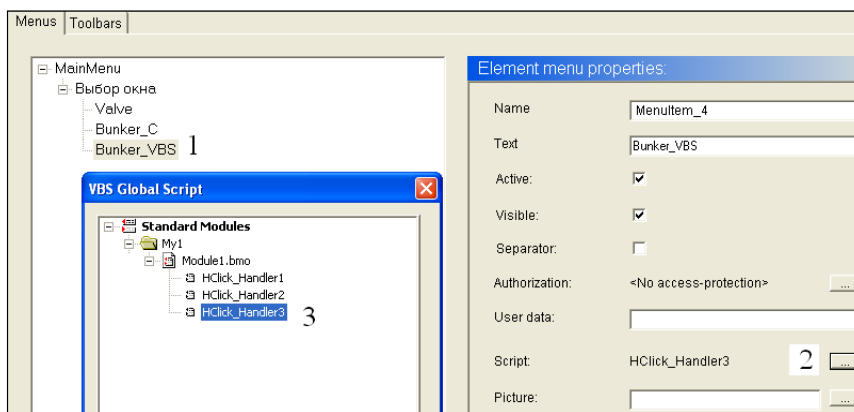 Menus
Toolbars
MainMenu
Выбор окна
Valve
Bunker_C
Bunker_VBS
1
VBS Global Script
Standard Modules
My1
Module1.bmo
HClick_Handler1
HClick_Handler2
HClick_Handler3
3
Element menu properties:
Name
MenuItem_4
Text
Bunker_VBS
Active:
Visible:
Separator:
Authorization:
<No access-protection>
...
User data:
Script:
HClick_Handler3
2
...
Picture:
...